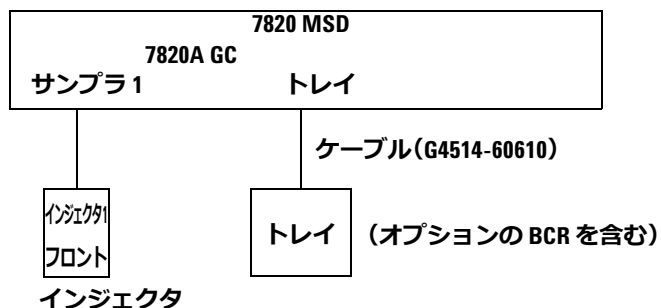 7820 MSD
7820A GC
サンプラ 1 トレイ
ケーブル（G4514-60610）
インジェクタ1
フロント
トレイ （オプションの BCR を含む）
インジェクタ